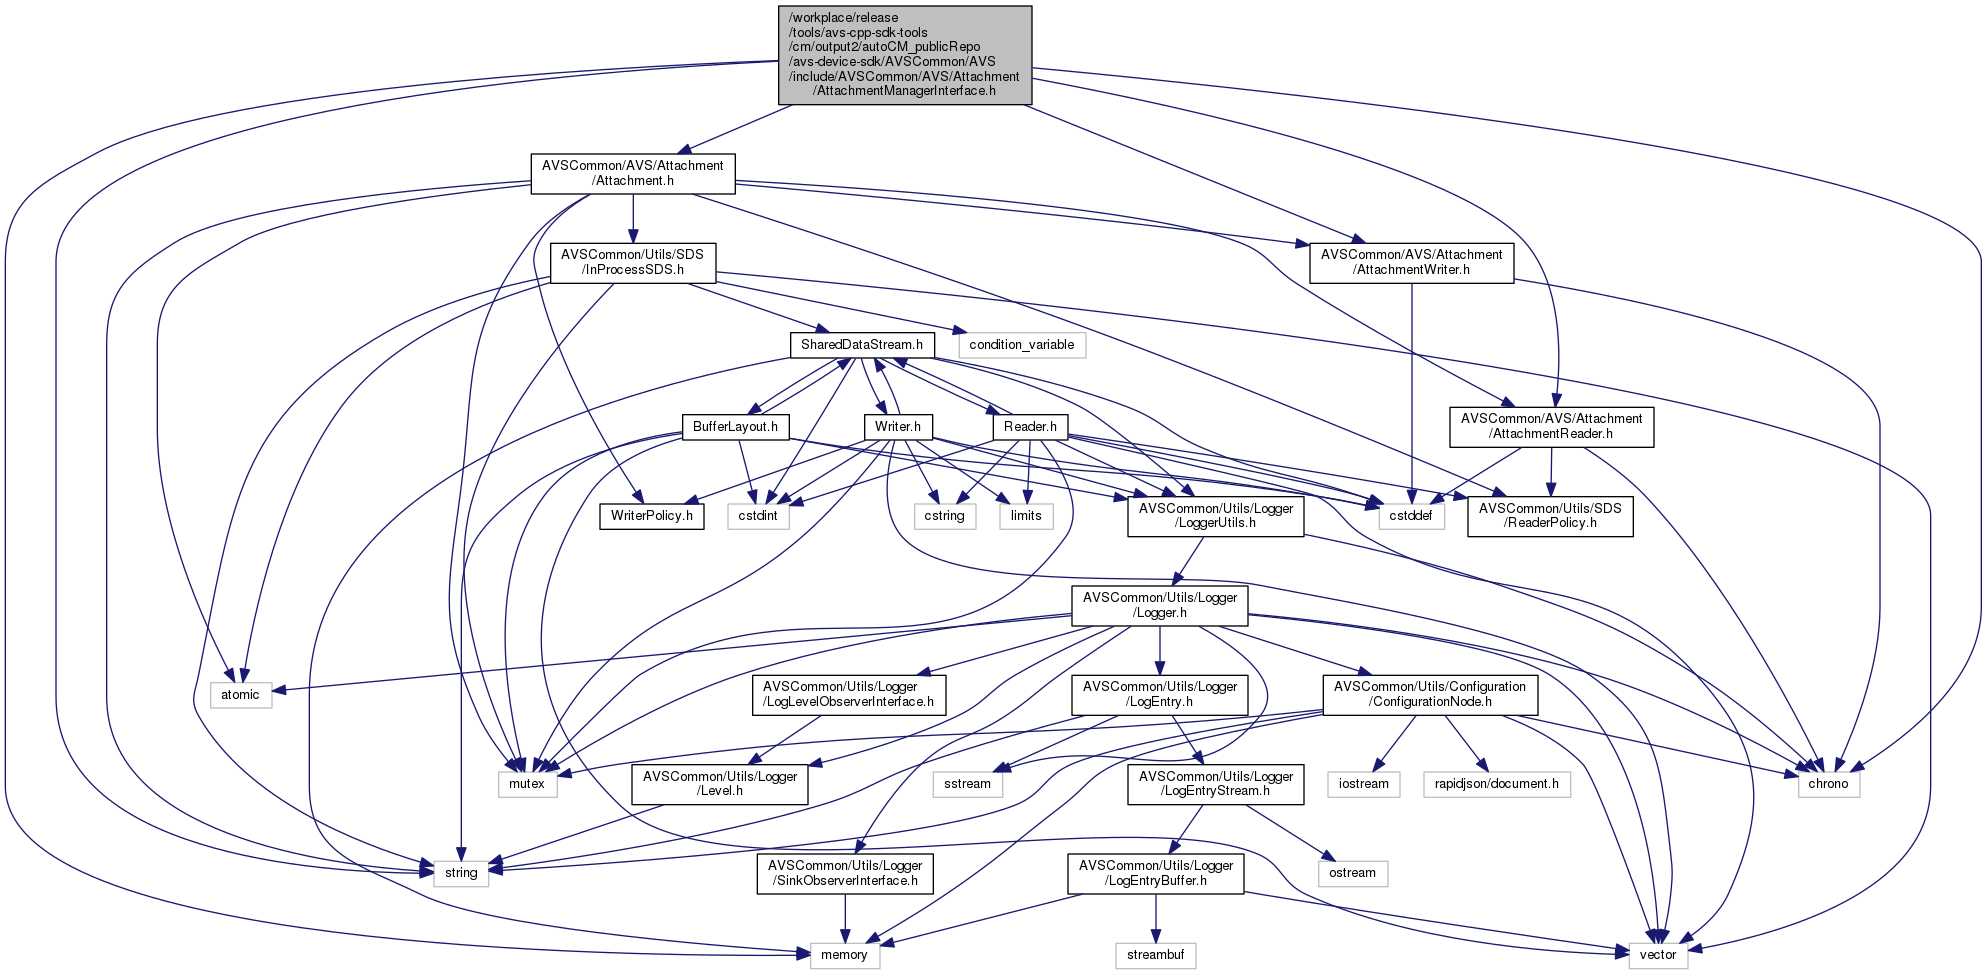 /workplace/release
/tools/avs-cpp-sdk-tools
/cm/output2/autoCM_publicRepo
/avs-device-sdk/AVSCommon/AVS
/include/AVSCommon/AVS/Attachment
/AttachmentManagerInterface.h
AVSCommon/AVS/Attachment
/Attachment.h
AVSCommon/Utils/SDS
/InProcessSDS.h
AVSCommon/AVS/Attachment
/AttachmentWriter.h
SharedDataStream.h
condition_variable
BufferLayout.h
Writer.h
Reader.h
AVSCommon/AVS/Attachment
/AttachmentReader.h
WriterPolicy.h
cstdint
cstring
limits
AVSCommon/Utils/Logger
/LoggerUtils.h
cstddef
AVSCommon/Utils/SDS
/ReaderPolicy.h
AVSCommon/Utils/Logger
/Logger.h
atomic
AVSCommon/Utils/Logger
/LogLevelObserverInterface.h
AVSCommon/Utils/Logger
/LogEntry.h
AVSCommon/Utils/Configuration
/ConfigurationNode.h
mutex
AVSCommon/Utils/Logger
/Level.h
sstream
AVSCommon/Utils/Logger
/LogEntryStream.h
iostream
rapidjson/document.h
chrono
string
AVSCommon/Utils/Logger
/SinkObserverInterface.h
AVSCommon/Utils/Logger
/LogEntryBuffer.h
ostream
memory
streambuf
vector